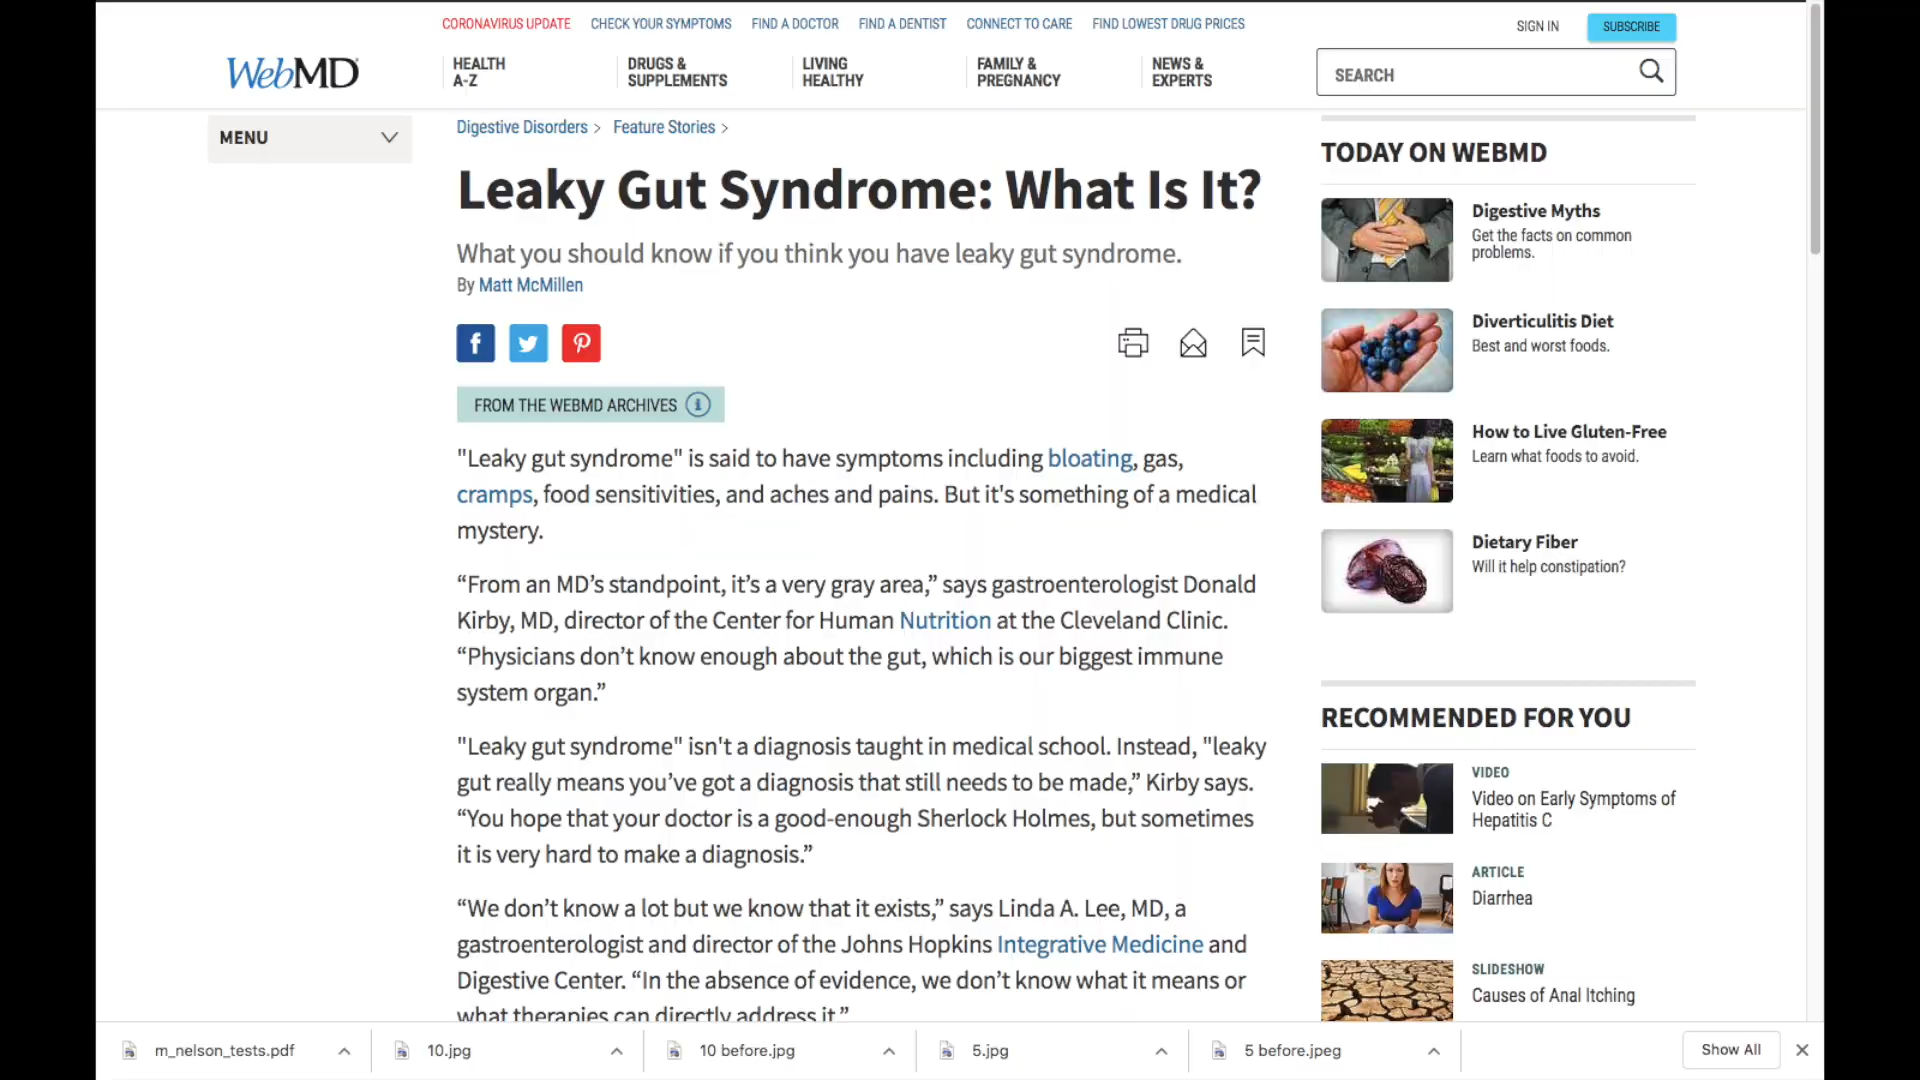 CORONAVIRUS UPDATE CHECK YOUR SYMPTOMS FIND A DOCTOR FIND A DENTIST CONNECT TO CARE FIND LOWEST DRUG PRICES
SIGN IN SUBSCRIBE
WebMD
HEALTH
A-Z
DRUGS &
SUPPLEMENTS
LIVING
HEALTHY
FAMILY &
PREGNANCY
NEWS &
EXPERTS
SEARCH
MENU
Digestive Disorders > Feature Stories >
Leaky Gut Syndrome: What Is It?
What you should know if you think you have leaky gut syndrome.
By Matt McMillen
FROM THE WEBMD ARCHIVES
"Leaky gut syndrome" is said to have symptoms including bloating, gas,
cramps, food sensitivities, and aches and pains. But it's something of a medical
mystery.
“From an MD’s standpoint, it’s a very gray area,” says gastroenterologist Donald
Kirby, MD, director of the Center for Human Nutrition at the Cleveland Clinic.
“Physicians don’t know enough about the gut, which is our biggest immune
system organ.”
"Leaky gut syndrome" isn't a diagnosis taught in medical school. Instead, "leaky
gut really means you’ve got a diagnosis that still needs to be made,” Kirby says.
“You hope that your doctor is a good-enough Sherlock Holmes, but sometimes
it is very hard to make a diagnosis.”
“We don’t know a lot but we know that it exists,” says Linda A. Lee, MD, a
gastroenterologist and director of the Johns Hopkins Integrative Medicine and
Digestive Center. “In the absence of evidence, we don’t know what it means or
what therapies can directly address it.”
TODAY ON WEBMD
Digestive Myths
Get the facts on common
problems.
Diverticulitis Diet
Best and worst foods.
How to Live Gluten-Free
Learn what foods to avoid.
Dietary Fiber
Will it help constipation?
RECOMMENDED FOR YOU
VIDEO
Video on Early Symptoms of
Hepatitis C
ARTICLE
Diarrhea
SLIDESHOW
Causes of Anal Itching
m_nelson_tests.pdf 10.jpg 10 before.jpg 5.jpg 5 before.jpeg Show All